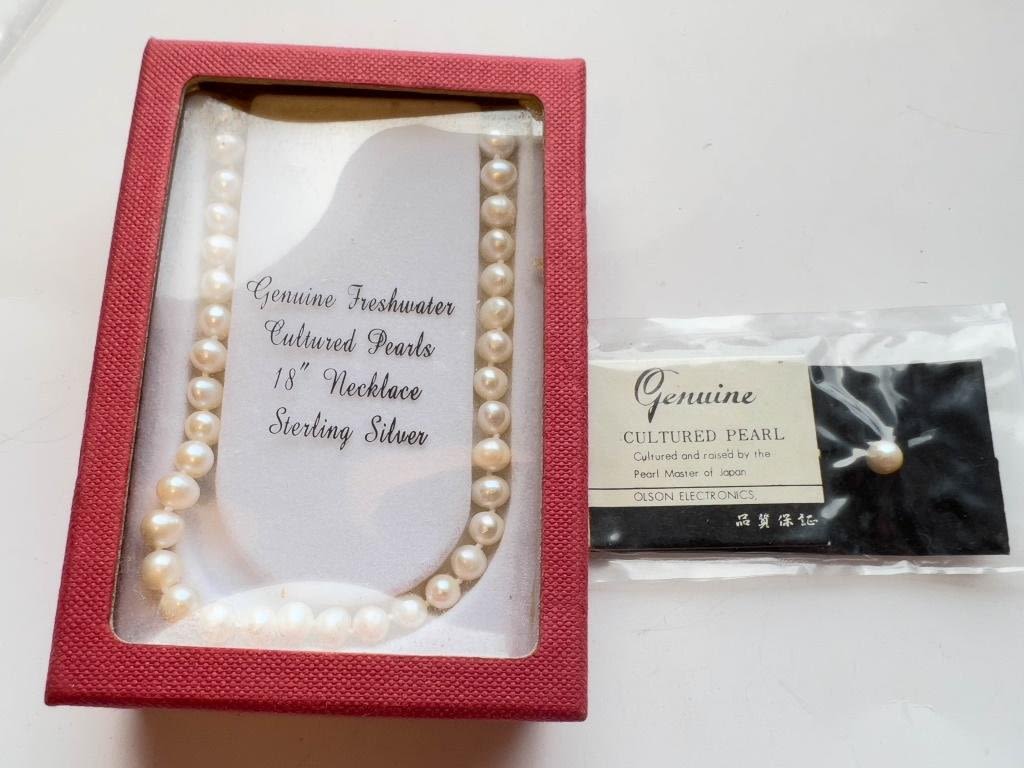 Genuine Freshwater
Cultured Pearls
18" Necklace
Sterling Silver
Genuine
CULTURED PEARL
Cultured and raised by the
Pearl Master of Japan
OLSON ELECTRONICS,
品質保証